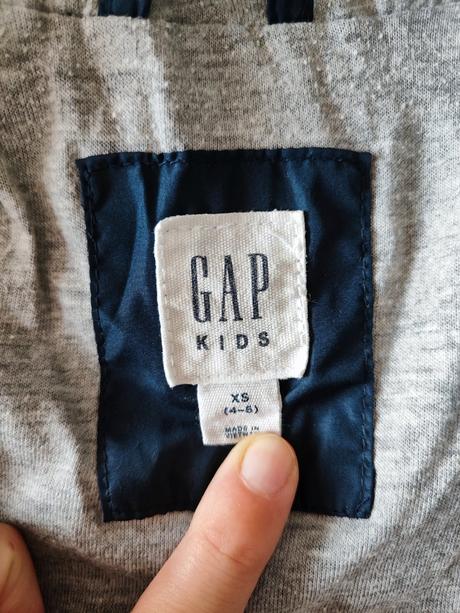 GAP
KIDS
XS
(4-5)
MADE IN
VIETNAM